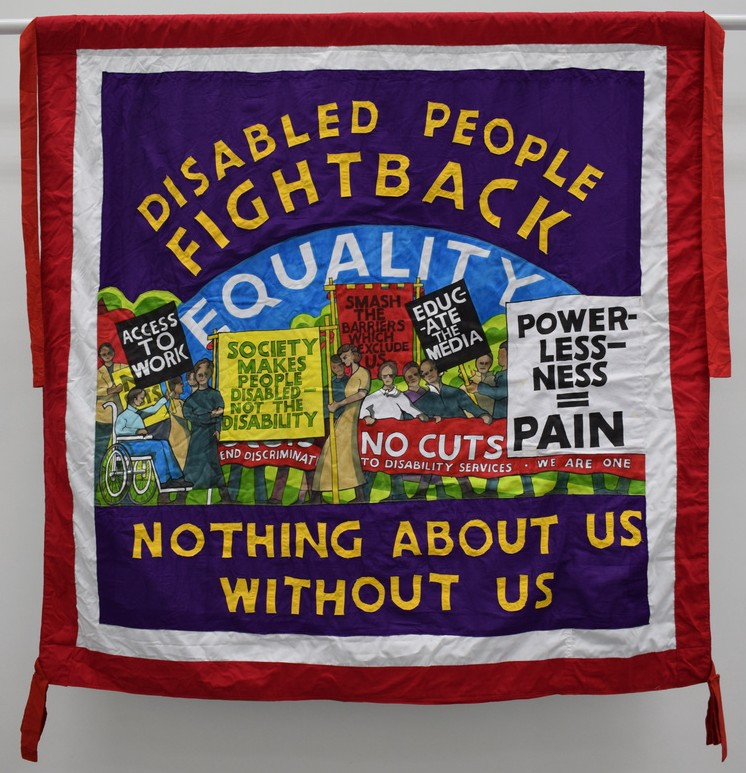 DISABLED PEOPLE
FIGHTBACK
EQUALITY
ACCESS
TO
WORK
SOCIETY
MAKES
PEOPLE
DISABLED—
NOT THE
DISABILITY
SMASH
THE
BARRIERS
WHICH
EXCLUDE
US
EDUC-
-ATE
THE
MEDIA
POWER-
LESS—
NESS
=
PAIN
NO CUTS
END DISCRIMINAT
TO DISABILITY SERVICES · WE ARE ONE
NOTHING ABOUT US
WITHOUT US